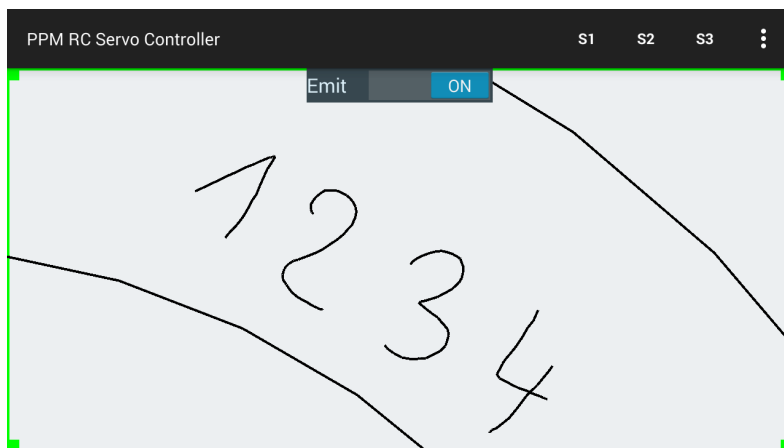 PPM RC Servo Controller S1 S2 S3
Emit ON
1234